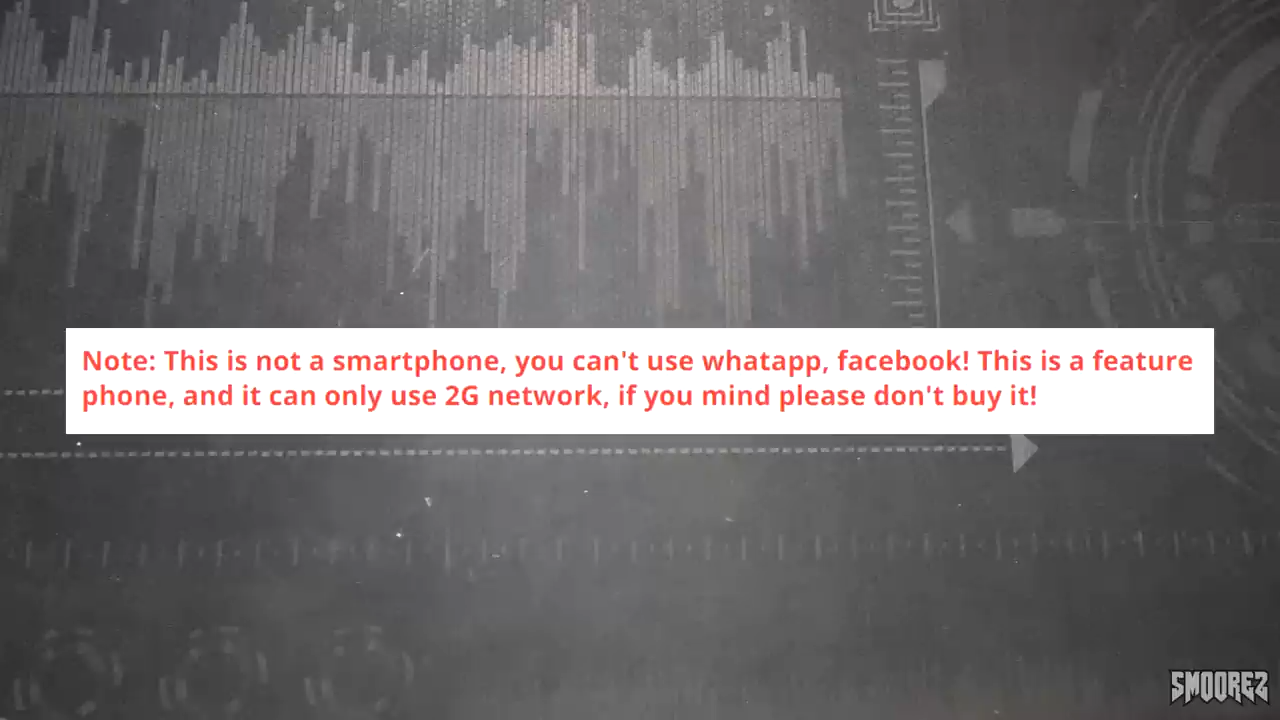 Note: This is not a smartphone, you can't use whatapp, facebook! This is a feature
phone, and it can only use 2G network, if you mind please don't buy it!
SMOOREZ